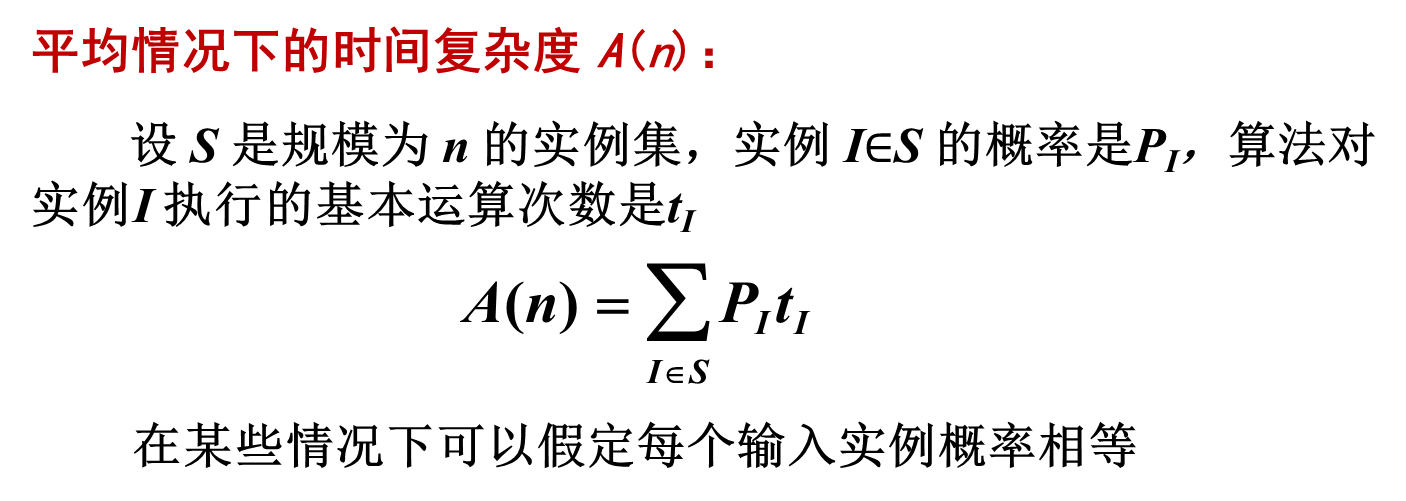 平均情况下的时间复杂度 A(n)：
设 S 是规模为 n 的实例集，实例 I∈S 的概率是P_I，算法对
实例I 执行的基本运算次数是t_I
A(n) = ∑_{I∈S} P_I t_I
在某些情况下可以假定每个输入实例概率相等